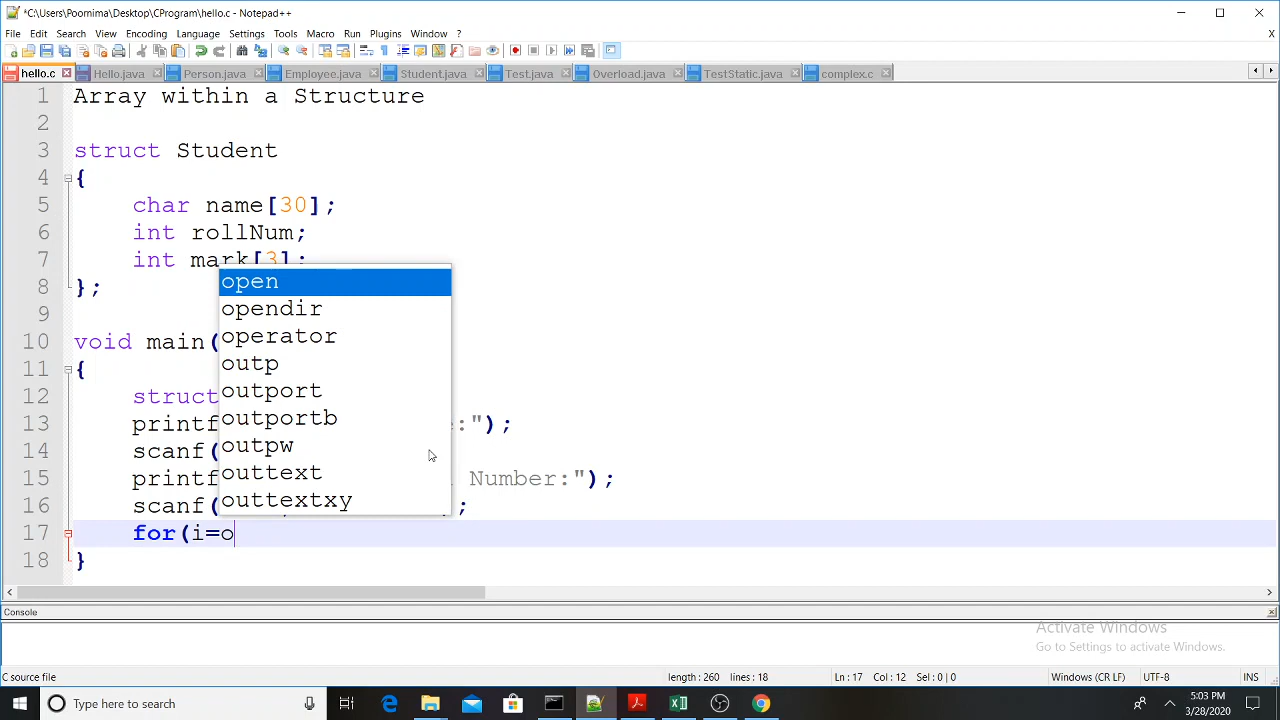 *C:\Users\Poornima\Desktop\CProgram\hello.c - Notepad++
File Edit Search View Encoding Language Settings Tools Macro Run Plugins Window ? X
hello.c Hello.java Person.java Employee.java Student.java Test.java Overload.java TestStatic.java complex.c
1 Array within a Structure
2
3 struct Student
4 {
5 char name[30];
6 int rollNum;
7 int mark[3];
8 };
9
10 void main(
11 {
12 struct
13 printf e:");
14 scanf(
15 printf Number:");
16 scanf( );
17 for(i=o
18 }
open
opendir
operator
outp
outport
outportb
outpw
outtext
outtextxy
Console
Activate Windows
Go to Settings to activate Windows.
C source file length : 260 lines : 18 Ln : 17 Col : 12 Sel : 0 | 0 Windows (CR LF) UTF-8 INS
Type here to search
5:03 PM
3/28/2020